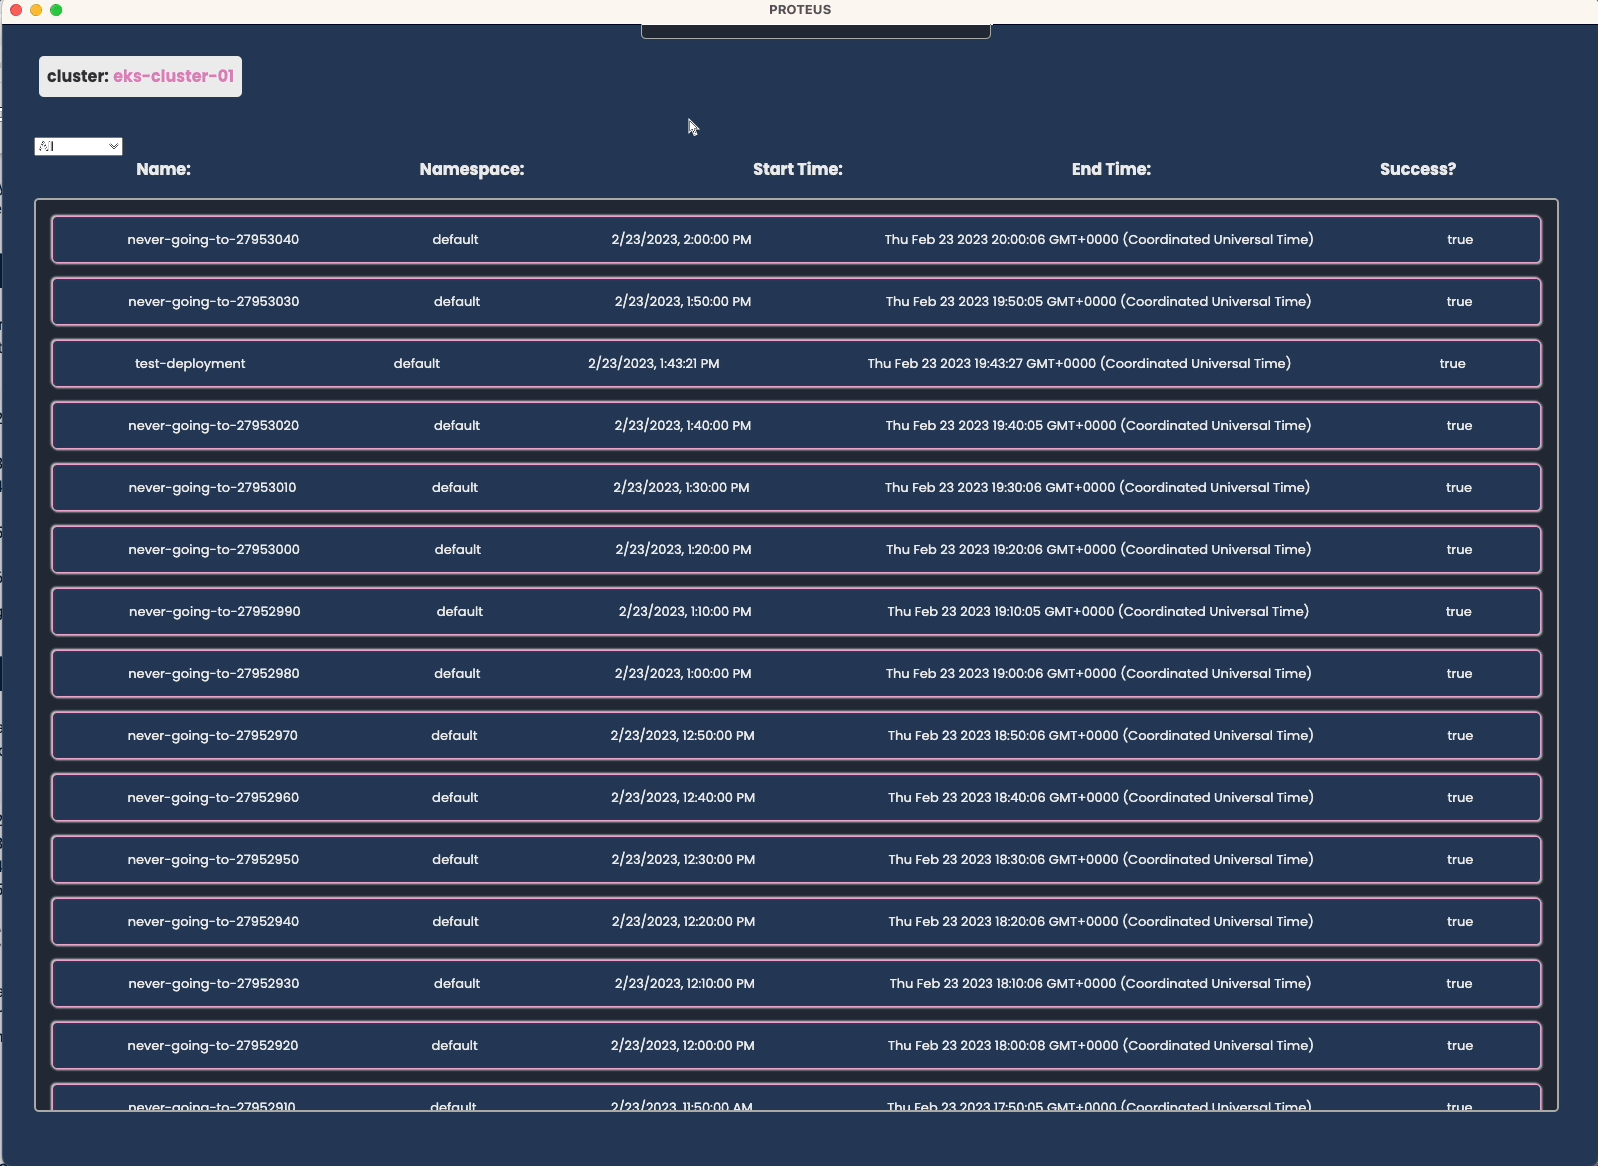 PROTEUS
cluster: eks-cluster-01
All
Name: Namespace: Start Time: End Time: Success?
never-going-to-27953040 default 2/23/2023, 2:00:00 PM Thu Feb 23 2023 20:00:06 GMT+0000 (Coordinated Universal Time) true
never-going-to-27953030 default 2/23/2023, 1:50:00 PM Thu Feb 23 2023 19:50:05 GMT+0000 (Coordinated Universal Time) true
test-deployment default 2/23/2023, 1:43:21 PM Thu Feb 23 2023 19:43:27 GMT+0000 (Coordinated Universal Time) true
never-going-to-27953020 default 2/23/2023, 1:40:00 PM Thu Feb 23 2023 19:40:05 GMT+0000 (Coordinated Universal Time) true
never-going-to-27953010 default 2/23/2023, 1:30:00 PM Thu Feb 23 2023 19:30:06 GMT+0000 (Coordinated Universal Time) true
never-going-to-27953000 default 2/23/2023, 1:20:00 PM Thu Feb 23 2023 19:20:06 GMT+0000 (Coordinated Universal Time) true
never-going-to-27952990 default 2/23/2023, 1:10:00 PM Thu Feb 23 2023 19:10:05 GMT+0000 (Coordinated Universal Time) true
never-going-to-27952980 default 2/23/2023, 1:00:00 PM Thu Feb 23 2023 19:00:06 GMT+0000 (Coordinated Universal Time) true
never-going-to-27952970 default 2/23/2023, 12:50:00 PM Thu Feb 23 2023 18:50:06 GMT+0000 (Coordinated Universal Time) true
never-going-to-27952960 default 2/23/2023, 12:40:00 PM Thu Feb 23 2023 18:40:06 GMT+0000 (Coordinated Universal Time) true
never-going-to-27952950 default 2/23/2023, 12:30:00 PM Thu Feb 23 2023 18:30:06 GMT+0000 (Coordinated Universal Time) true
never-going-to-27952940 default 2/23/2023, 12:20:00 PM Thu Feb 23 2023 18:20:06 GMT+0000 (Coordinated Universal Time) true
never-going-to-27952930 default 2/23/2023, 12:10:00 PM Thu Feb 23 2023 18:10:06 GMT+0000 (Coordinated Universal Time) true
never-going-to-27952920 default 2/23/2023, 12:00:00 PM Thu Feb 23 2023 18:00:08 GMT+0000 (Coordinated Universal Time) true
never-going-to-27952910 default 2/23/2023, 11:50:00 AM Thu Feb 23 2023 17:50:05 GMT+0000 (Coordinated Universal Time) true